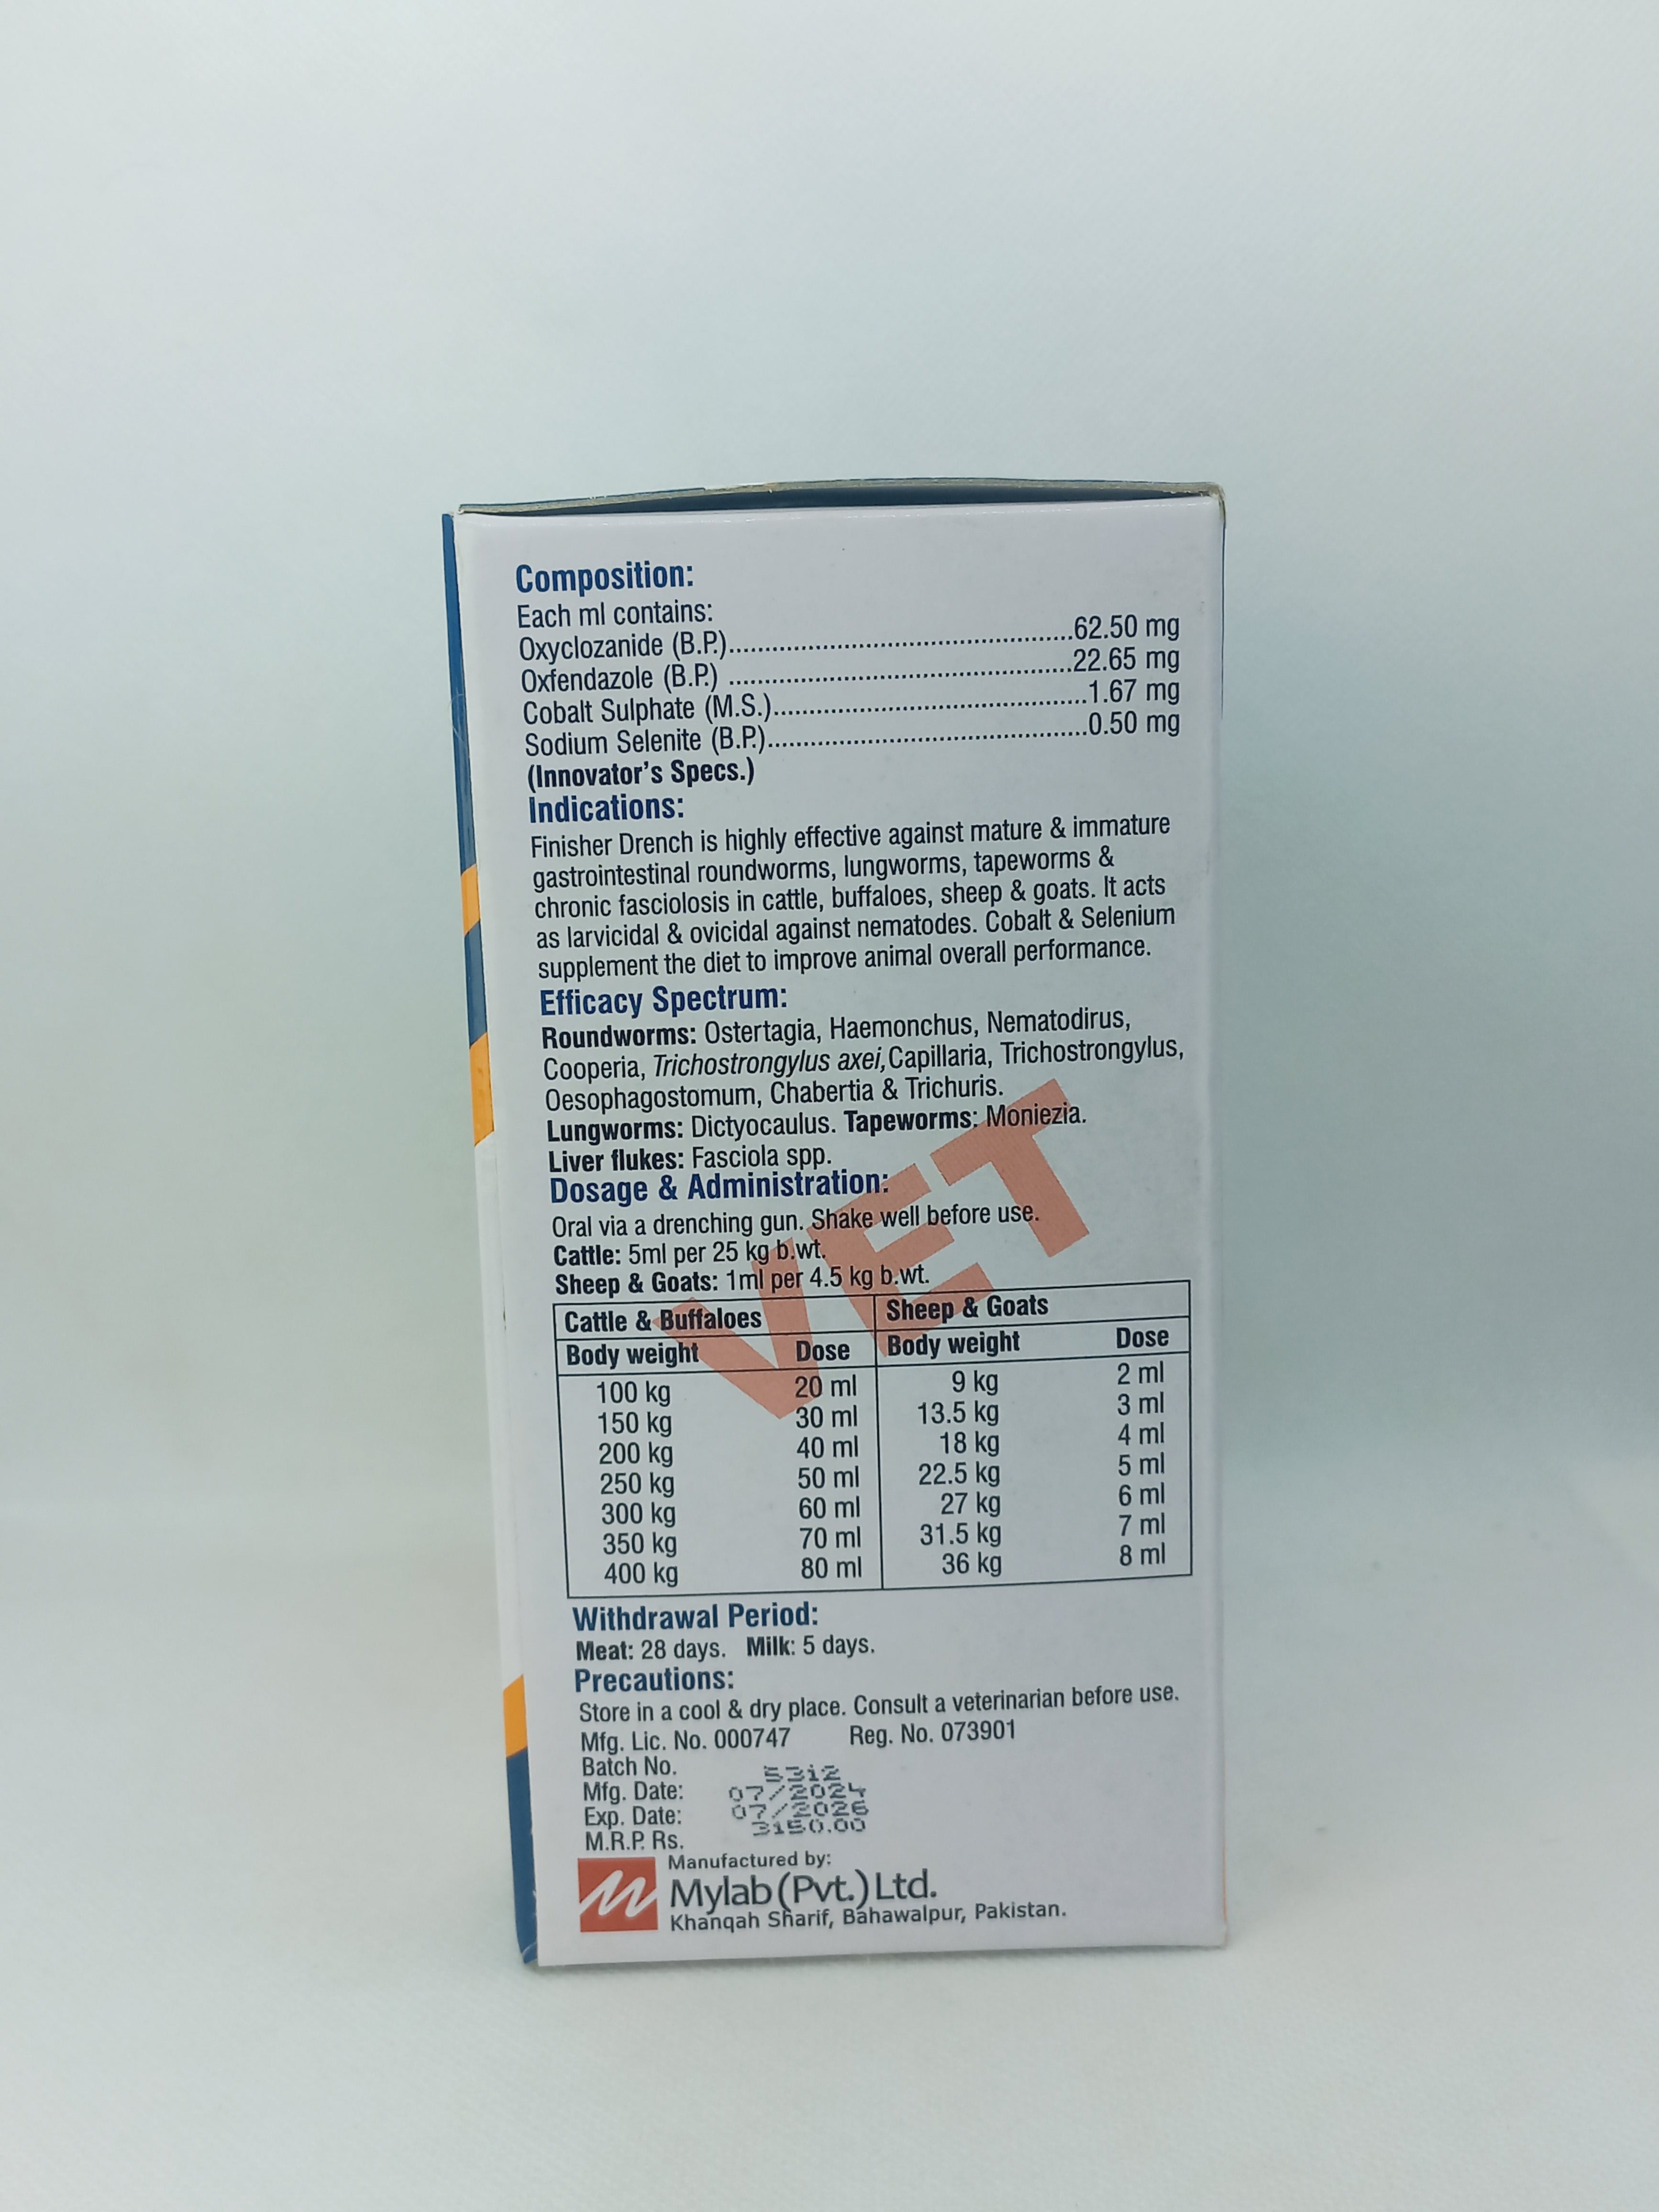 Composition:
Each ml contains:
Oxyclozanide (B.P.)..............................................62.50 mg
Oxfendazole (B.P.) ..............................................22.65 mg
Cobalt Sulphate (M.S.)..........................................1.67 mg
Sodium Selenite (B.P.)..........................................0.50 mg
(Innovator's Specs.)
Indications:
Finisher Drench is highly effective against mature & immature
gastrointestinal roundworms, lungworms, tapeworms &
chronic fasciolosis in cattle, buffaloes, sheep & goats. It acts
as larvicidal & ovicidal against nematodes. Cobalt & Selenium
supplement the diet to improve animal overall performance.
Efficacy Spectrum:
Roundworms: Ostertagia, Haemonchus, Nematodirus,
Cooperia, Trichostrongylus axei, Capillaria, Trichostrongylus,
Oesophagostomum, Chabertia & Trichuris.
Lungworms: Dictyocaulus. Tapeworms: Moniezia.
Liver flukes: Fasciola spp.
Dosage & Administration:
Oral via a drenching gun. Shake well before use.
Cattle: 5ml per 25 kg b.wt.
Sheep & Goats: 1ml per 4.5 kg b.wt.
VET
Cattle & Buffaloes Sheep & Goats
Body weight Dose Body weight Dose
100 kg 20 ml 9 kg 2 ml
150 kg 30 ml 13.5 kg 3 ml
200 kg 40 ml 18 kg 4 ml
250 kg 50 ml 22.5 kg 5 ml
300 kg 60 ml 27 kg 6 ml
350 kg 70 ml 31.5 kg 7 ml
400 kg 80 ml 36 kg 8 ml
Withdrawal Period:
Meat: 28 days. Milk: 5 days.
Precautions:
Store in a cool & dry place. Consult a veterinarian before use.
Mfg. Lic. No. 000747 Reg. No. 073901
Batch No. 5312
Mfg. Date: 07/2024
Exp. Date: 07/2026
M.R.P. Rs. 3150.00
Manufactured by:
Mylab (Pvt.) Ltd.
Khanqah Sharif, Bahawalpur, Pakistan.